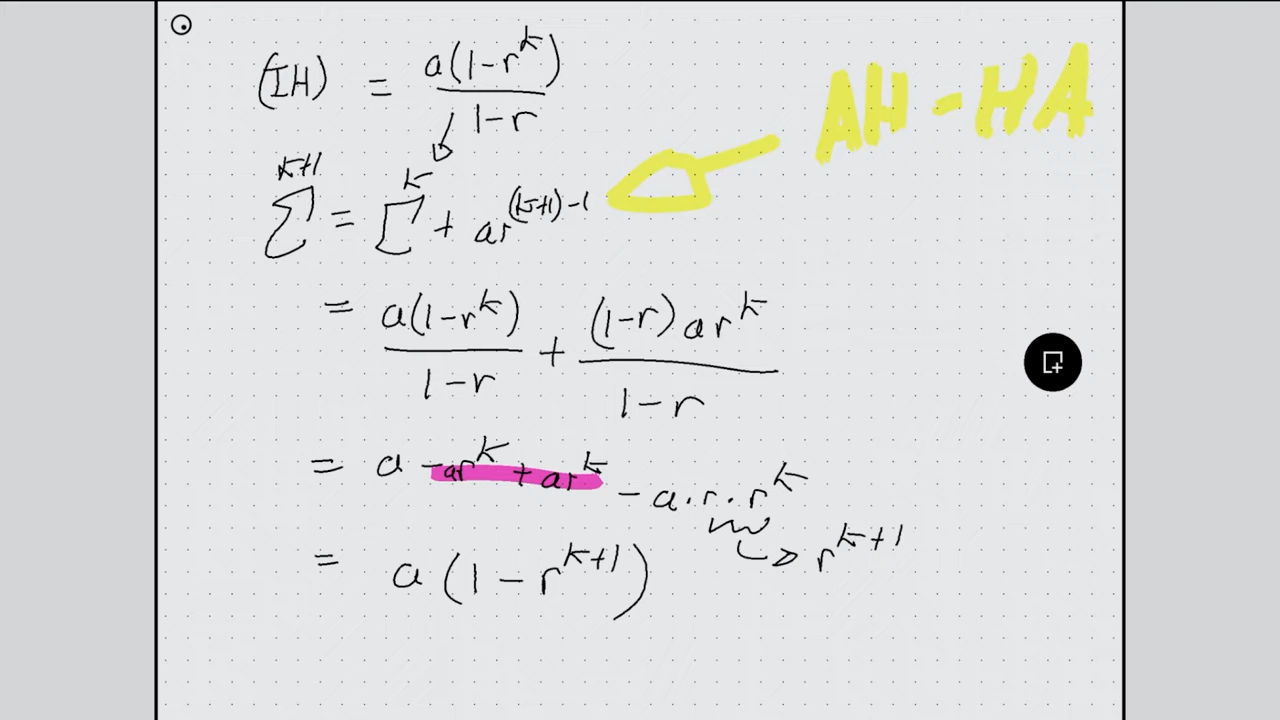 (IH) = a(1-r^k) / 1-r
AH-HA
∑^{k+1} = ∑^k + ar^{(k+1)-1}
= a(1-r^k) / 1-r + (1-r)ar^k / 1-r
= a -ar^k + ar^k - a·r·r^k
→ r^{k+1}
= a(1-r^{k+1})